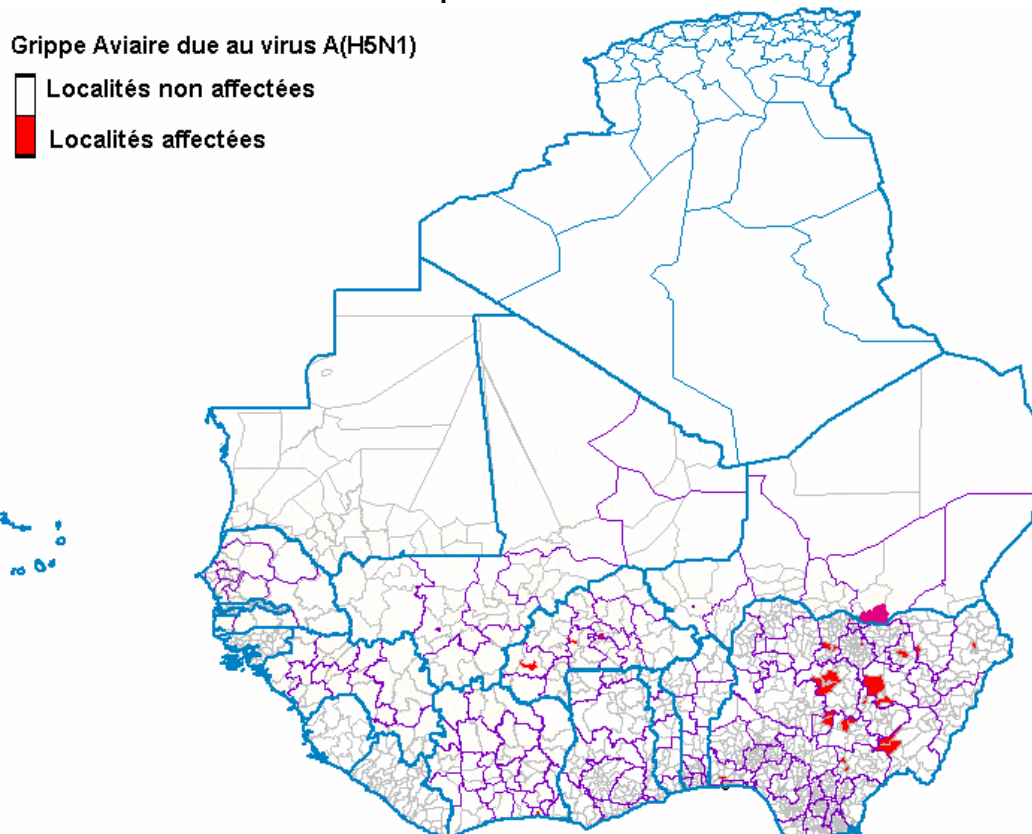 Grippe Aviaire due au virus A(H5N1)
Localités non affectées
Localités affectées